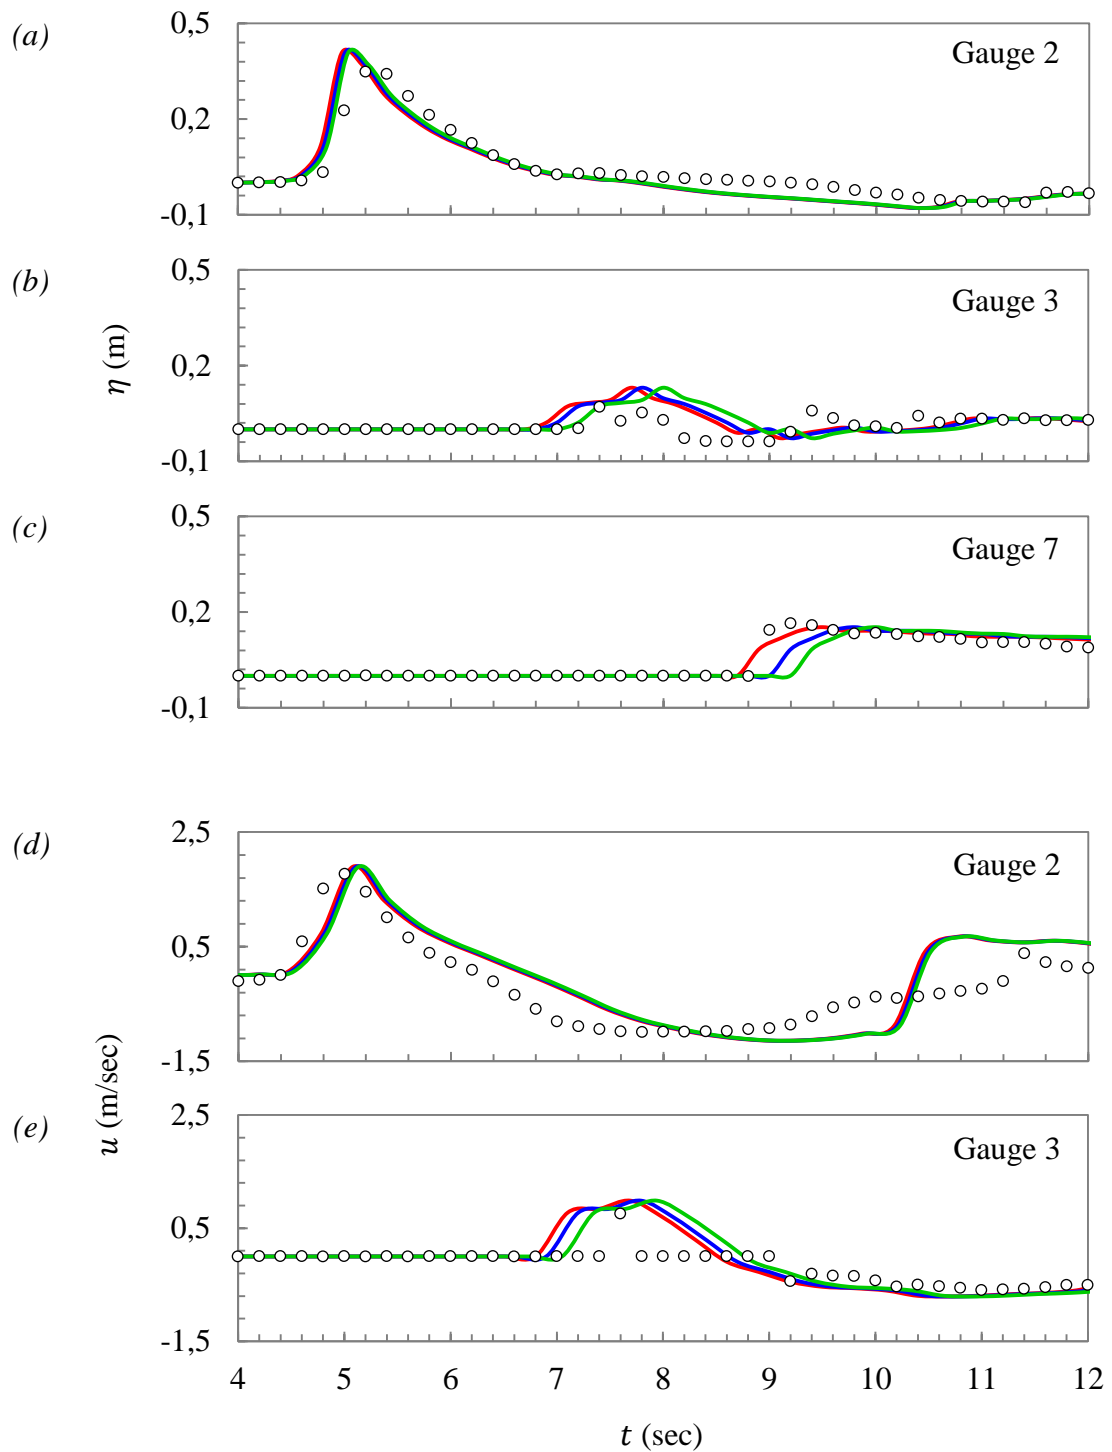 (a)
0,5
0,2
-0,1
Gauge 2
(b)
0,5
0,2
-0,1
Gauge 3
η (m)
(c)
0,5
0,2
-0,1
Gauge 7
(d)
2,5
0,5
-1,5
Gauge 2
u (m/sec)
(e)
2,5
0,5
-1,5
Gauge 3
4 5 6 7 8 9 10 11 12
t (sec)